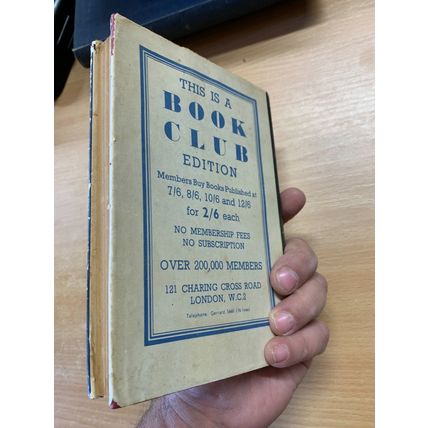 THIS IS A
BOOK
CLUB
EDITION
Members Buy Books Published at
7/6, 8/6, 10/6 and 12/6
for 2/6 each
NO MEMBERSHIP FEES
NO SUBSCRIPTION
OVER 200,000 MEMBERS
121 CHARING CROSS ROAD
LONDON, W.C.2
Telephone: Gerrard